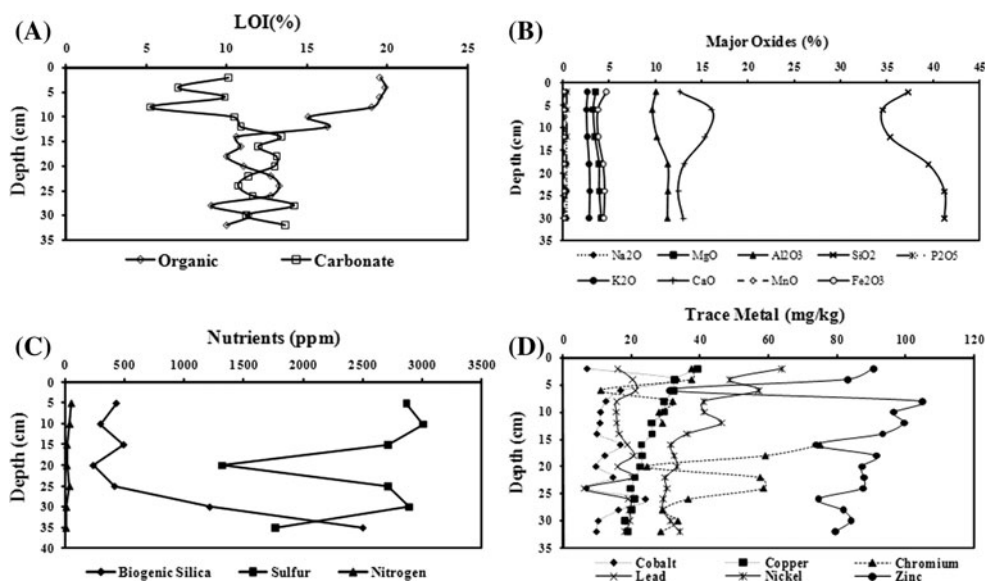 (A)
LOI(%)
0 5 10 15 20 25
0
5
10
15
20
25
30
35
Depth (cm)
Organic Carbonate
(B)
Major Oxides (%)
0 5 10 15 20 25 30 35 40 45
0
5
10
15
20
25
30
35
Depth (cm)
Na2O MgO Al2O3 SiO2 P2O5
K2O CaO MnO Fe2O3
(C)
Nutrients (ppm)
0 500 1000 1500 2000 2500 3000 3500
0
5
10
15
20
25
30
35
40
Depth (cm)
Biogenic Silica Sulfur Nitrogen
(D)
Trace Metal (mg/kg)
0 20 40 60 80 100 120
0
5
10
15
20
25
30
35
Depth (cm)
Cobalt Copper Chromium
Lead Nickel Zinc